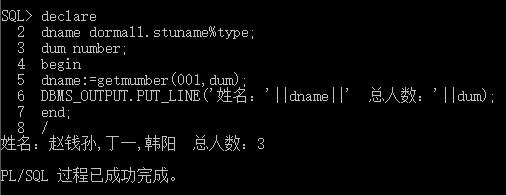 SQL> declare
2 dname dorma11.stuname%type;
3 dum number;
4 begin
5 dname:=getmumber(001,dum);
6 DBMS_OUTPUT.PUT_LINE('姓名：'||dname||' 总人数：'||dum);
7 end;
8 /
姓名：赵钱孙,丁一,韩阳 总人数：3
PL/SQL 过程已成功完成。